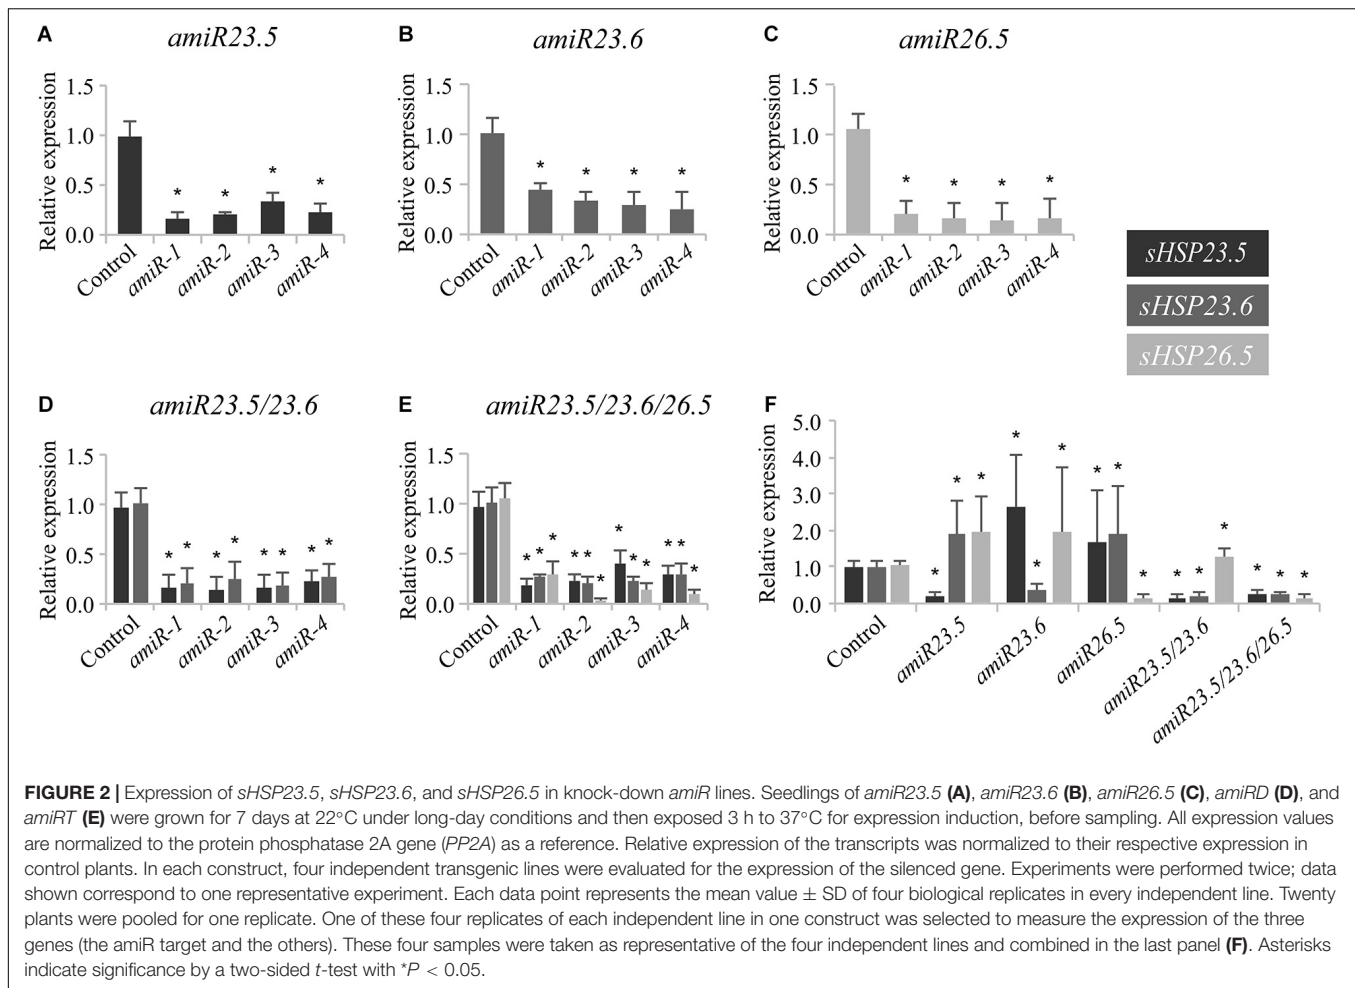 A
amiR23.5
Relative expression
1.5
1.0
0.5
0.0
* * * *
Control
amiR-1
amiR-2
amiR-3
amiR-4
B
amiR23.6
Relative expression
1.5
1.0
0.5
0.0
* * * *
Control
amiR-1
amiR-2
amiR-3
amiR-4
C
amiR26.5
Relative expression
1.5
1.0
0.5
0.0
* * * *
Control
amiR-1
amiR-2
amiR-3
amiR-4
sHSP23.5
sHSP23.6
sHSP26.5
D
amiR23.5/23.6
Relative expression
1.5
1.0
0.5
0.0
* * * * * * * *
Control
amiR-1
amiR-2
amiR-3
amiR-4
E
amiR23.5/23.6/26.5
Relative expression
1.5
1.0
0.5
0.0
* * * * * * * * * * * *
Control
amiR-1
amiR-2
amiR-3
amiR-4
F
Relative expression
5.0
4.0
3.0
2.0
1.0
0.0
* * * * * * * * * * * * * * *
Control
amiR23.5
amiR23.6
amiR26.5
amiR23.5/23.6
amiR23.5/23.6/26.5
FIGURE 2 | Expression of sHSP23.5, sHSP23.6, and sHSP26.5 in knock-down amiR lines. Seedlings of amiR23.5 (A), amiR23.6 (B), amiR26.5 (C), amiRD (D), and
amiRT (E) were grown for 7 days at 22°C under long-day conditions and then exposed 3 h to 37°C for expression induction, before sampling. All expression values
are normalized to the protein phosphatase 2A gene (PP2A) as a reference. Relative expression of the transcripts was normalized to their respective expression in
control plants. In each construct, four independent transgenic lines were evaluated for the expression of the silenced gene. Experiments were performed twice; data
shown correspond to one representative experiment. Each data point represents the mean value ± SD of four biological replicates in every independent line. Twenty
plants were pooled for one replicate. One of these four replicates of each independent line in one construct was selected to measure the expression of the three
genes (the amiR target and the others). These four samples were taken as representative of the four independent lines and combined in the last panel (F). Asterisks
indicate significance by a two-sided t-test with *P < 0.05.